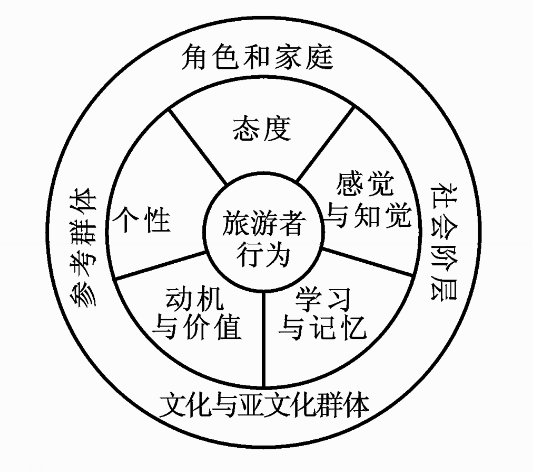 角色和家庭
态度
感觉
与知觉
社会阶层
参考群体
个性
旅游者
行为
动机
与价值
学习
与记忆
文化与亚文化群体